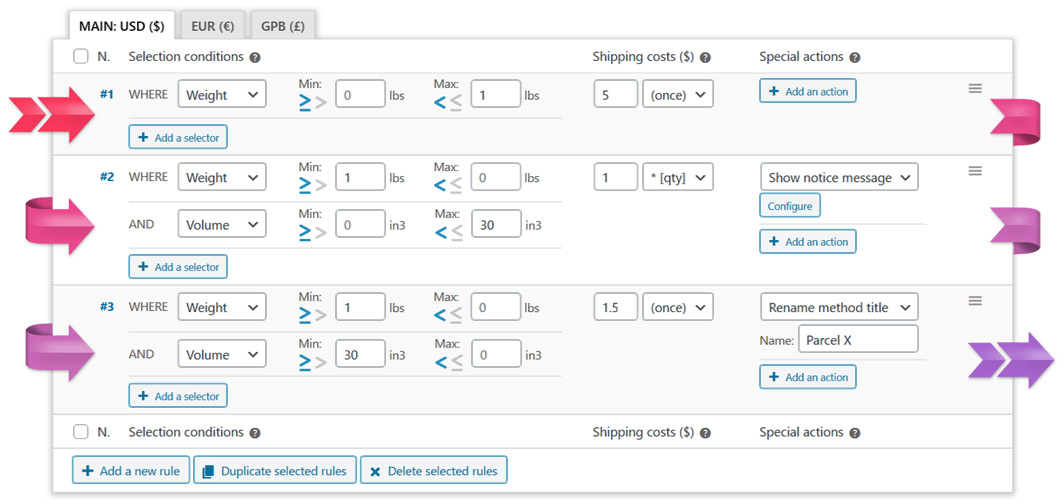 MAIN: USD ($) EUR (€) GPB (£)
N. Selection conditions ? Shipping costs ($) ? Special actions ?
#1 WHERE Weight Min: ≥ > 0 lbs Max: < ≤ 1 lbs 5 (once) + Add an action
+ Add a selector
#2 WHERE Weight Min: ≥ > 1 lbs Max: < ≤ 0 lbs 1 * [qty] Show notice message
Configure
AND Volume Min: ≥ > 0 in3 Max: < ≤ 30 in3
+ Add an action
+ Add a selector
#3 WHERE Weight Min: ≥ > 1 lbs Max: < ≤ 0 lbs 1.5 (once) Rename method title
Name: Parcel X
AND Volume Min: ≥ > 30 in3 Max: < ≤ 0 in3
+ Add an action
+ Add a selector
N. Selection conditions ? Shipping costs ($) ? Special actions ?
+ Add a new rule Duplicate selected rules × Delete selected rules